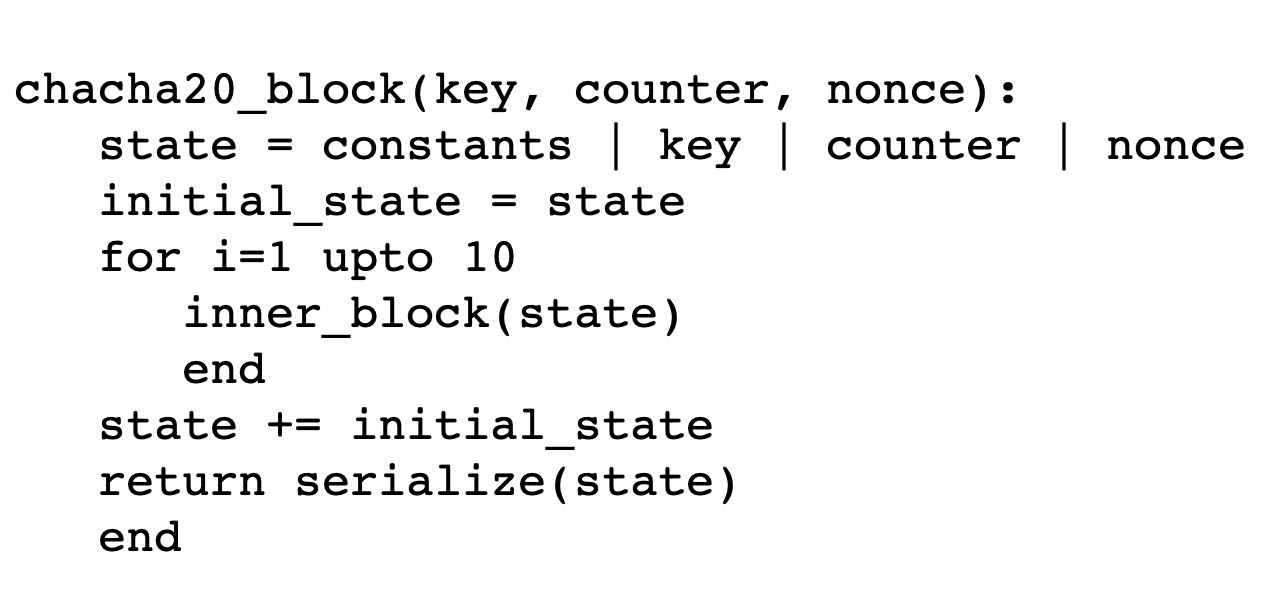 chacha20_block(key, counter, nonce):
   state = constants | key | counter | nonce
   initial_state = state
   for i=1 upto 10
      inner_block(state)
      end
   state += initial_state
   return serialize(state)
   end